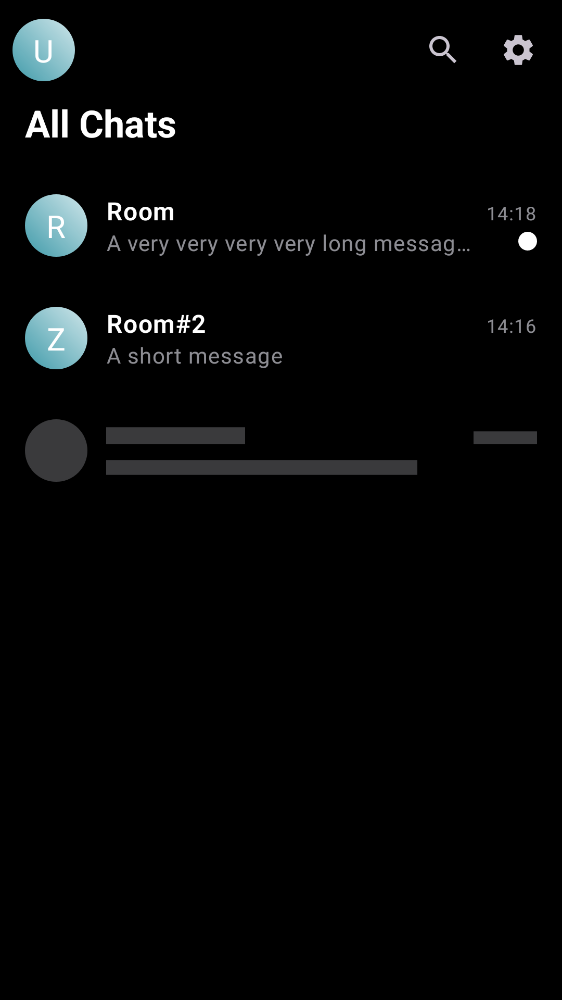 U
All Chats
R
Room
14:18
A very very very very long messag…
Z
Room#2
14:16
A short message